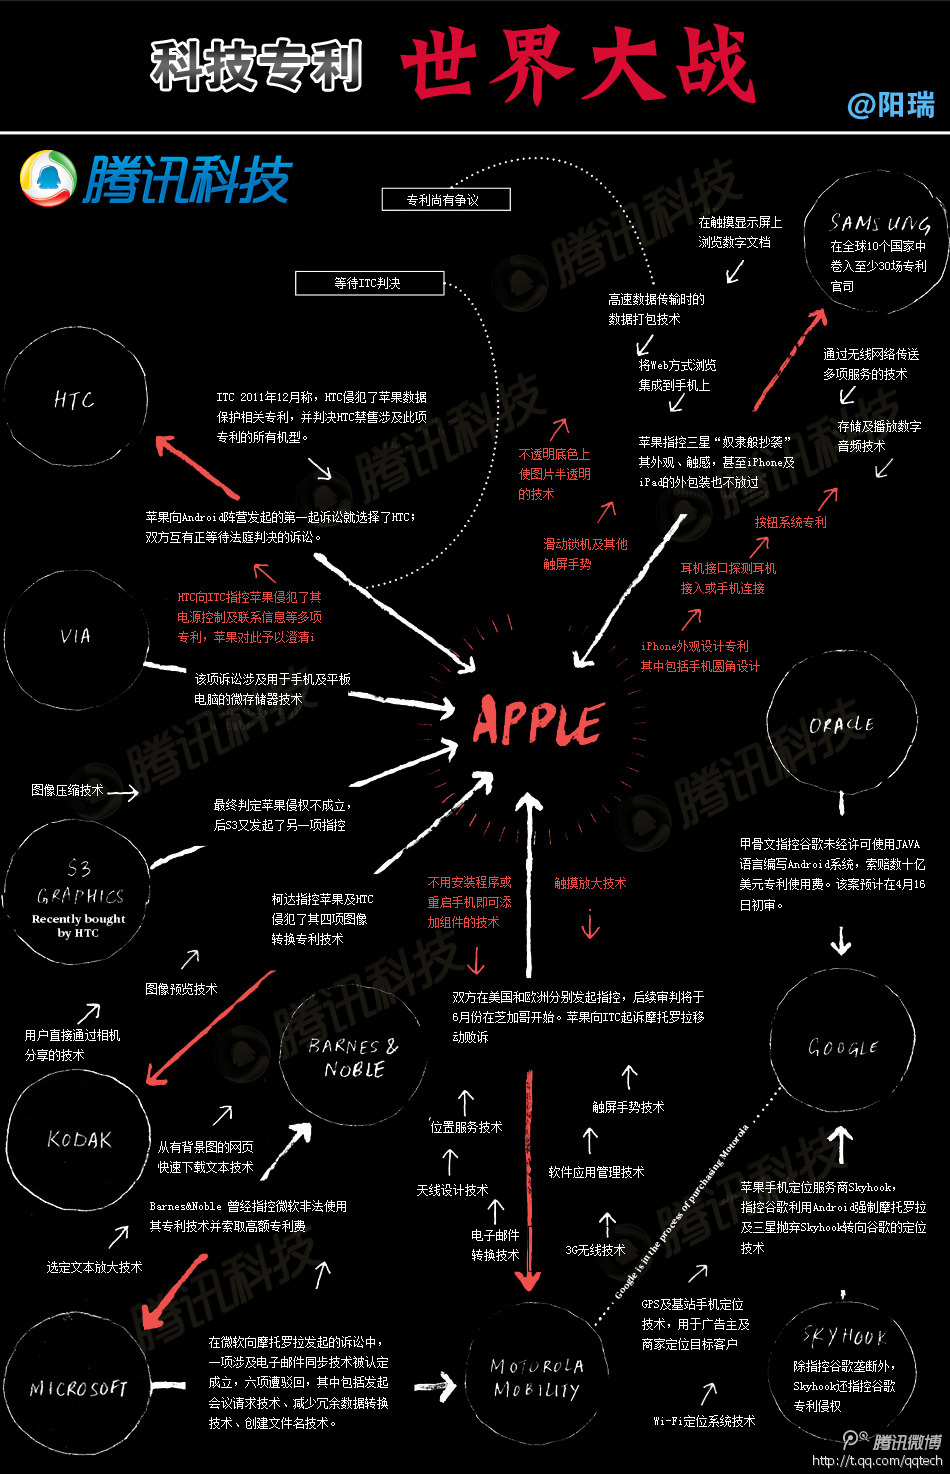 科技专利 世界大战
@阳瑞
腾讯科技
专利尚有争议
等待ITC判决
在触摸显示屏上
浏览数字文档
SAMSUNG
在全球10个国家中
卷入至少30场专利
官司
高速数据传输时的
数据打包技术
将Web方式浏览
集成到手机上
通过无线网络传送
多项服务的技术
存储及播放数字
音频技术
HTC
ITC 2011年12月称，HTC侵犯了苹果数据
保护相关专利，并判决HTC禁售涉及此项
专利的所有机型。
苹果指控三星“奴隶般抄袭”
其外观、触感，甚至iPhone及
iPad的外包装也不放过
不透明底色上
使图片半透明
的技术
滑动锁机及其他
触屏手势
按钮系统专利
耳机接口探测耳机
接入或手机连接
iPhone外观设计专利
其中包括手机圆角设计
苹果向Android阵营发起的第一起诉讼就选择了HTC；
双方互有正等待法庭判决的诉讼。
HTC向ITC指控苹果侵犯了其
电源控制及联系信息等多项
专利，苹果对此予以澄清i
VIA
该项诉讼涉及用于手机及平板
电脑的微存储器技术
APPLE
ORACLE
图像压缩技术
最终判定苹果侵权不成立，
后S3又发起了另一项指控
S3
GRAPHICS
Recently bought
by HTC
甲骨文指控谷歌未经许可使用JAVA
语言编写Android系统，索赔数十亿
美元专利使用费。该案预计在4月16
日初审。
柯达指控苹果及HTC
侵犯了其四项图像
转换专利技术
不用安装程序或
重启手机即可添
加组件的技术
触摸放大技术
图像预览技术
用户直接通过相机
分享的技术
双方在美国和欧洲分别发起指控，后续审判将于
6月份在芝加哥开始。苹果向ITC起诉摩托罗拉移
动败诉
BARNES &
NOBLE
GOOGLE
KODAK
从有背景图的网页
快速下载文本技术
位置服务技术
触屏手势技术
天线设计技术
软件应用管理技术
电子邮件
转换技术
3G无线技术
Google is in the process of purchasing Motorola
苹果手机定位服务商Skyhook，
指控谷歌利用Android强制摩托罗拉
及三星抛弃Skyhook转向谷歌的定位
技术
Barnes&Noble 曾经指控微软非法使用
其专利技术并索取高额专利费
选定文本放大技术
GPS及基站手机定位
技术，用于广告主及
商家定位目标客户
Wi-Fi定位系统技术
MICROSOFT
在微软向摩托罗拉发起的诉讼中，
一项涉及电子邮件同步技术被认定
成立，六项遭驳回，其中包括发起
会议请求技术、减少冗余数据转换
技术、创建文件名技术。
MOTOROLA
MOBILITY
SKYHOOK
除指控谷歌垄断外，
Skyhook还指控谷歌
专利侵权
腾讯微博
http://t.qq.com/qqtech